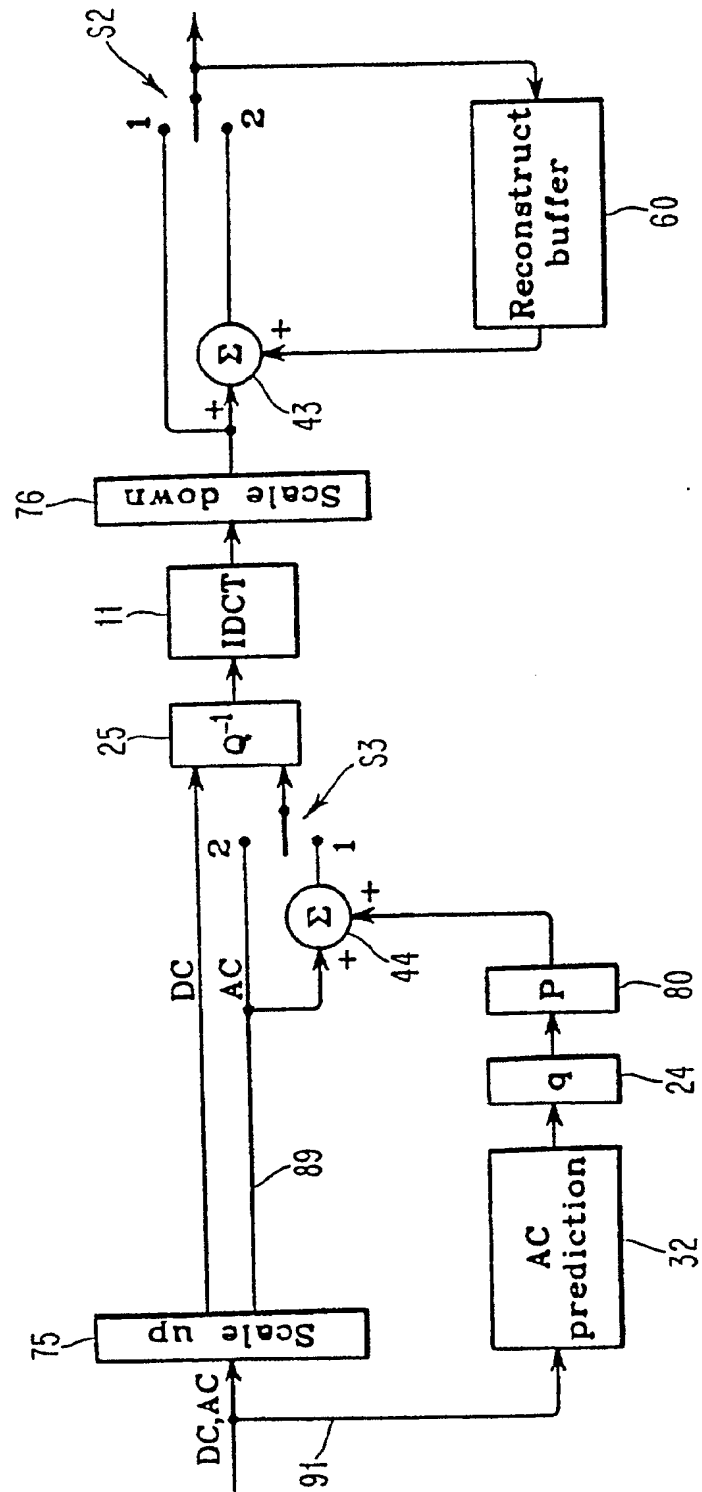 DC,AC
91
75
Scale up
DC
AC
89
AC
prediction
32
q
24
P
80
Σ
+
+
44
2
1
S3
25
Q⁻¹
11
IDCT
76
Scale down
+
+
Σ
43
1
2
S2
Reconstruct
buffer
60